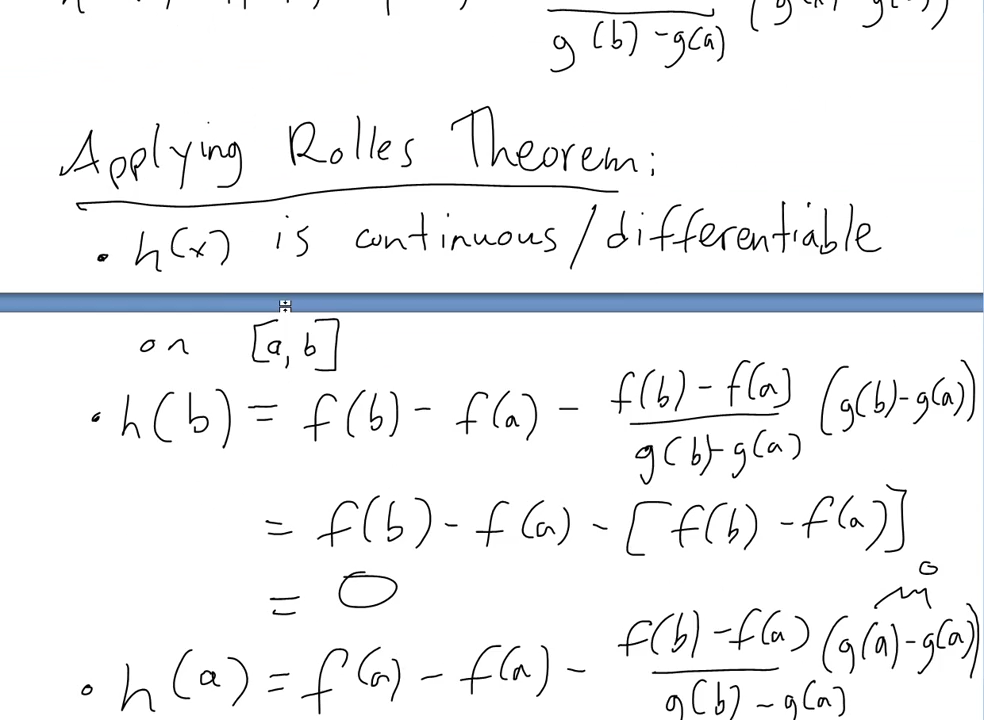 g(b) - g(a)
Applying Rolles Theorem:
• h(x) is continuous/differentiable
on [a, b]
• h(b) = f(b) - f(a) - f(b) - f(a) / g(b) - g(a) (g(b) - g(a))
= f(b) - f(a) - [f(b) - f(a)]
= 0
0
• h(a) = f(a) - f(a) - f(b) - f(a) / g(b) - g(a) (g(a) - g(a))